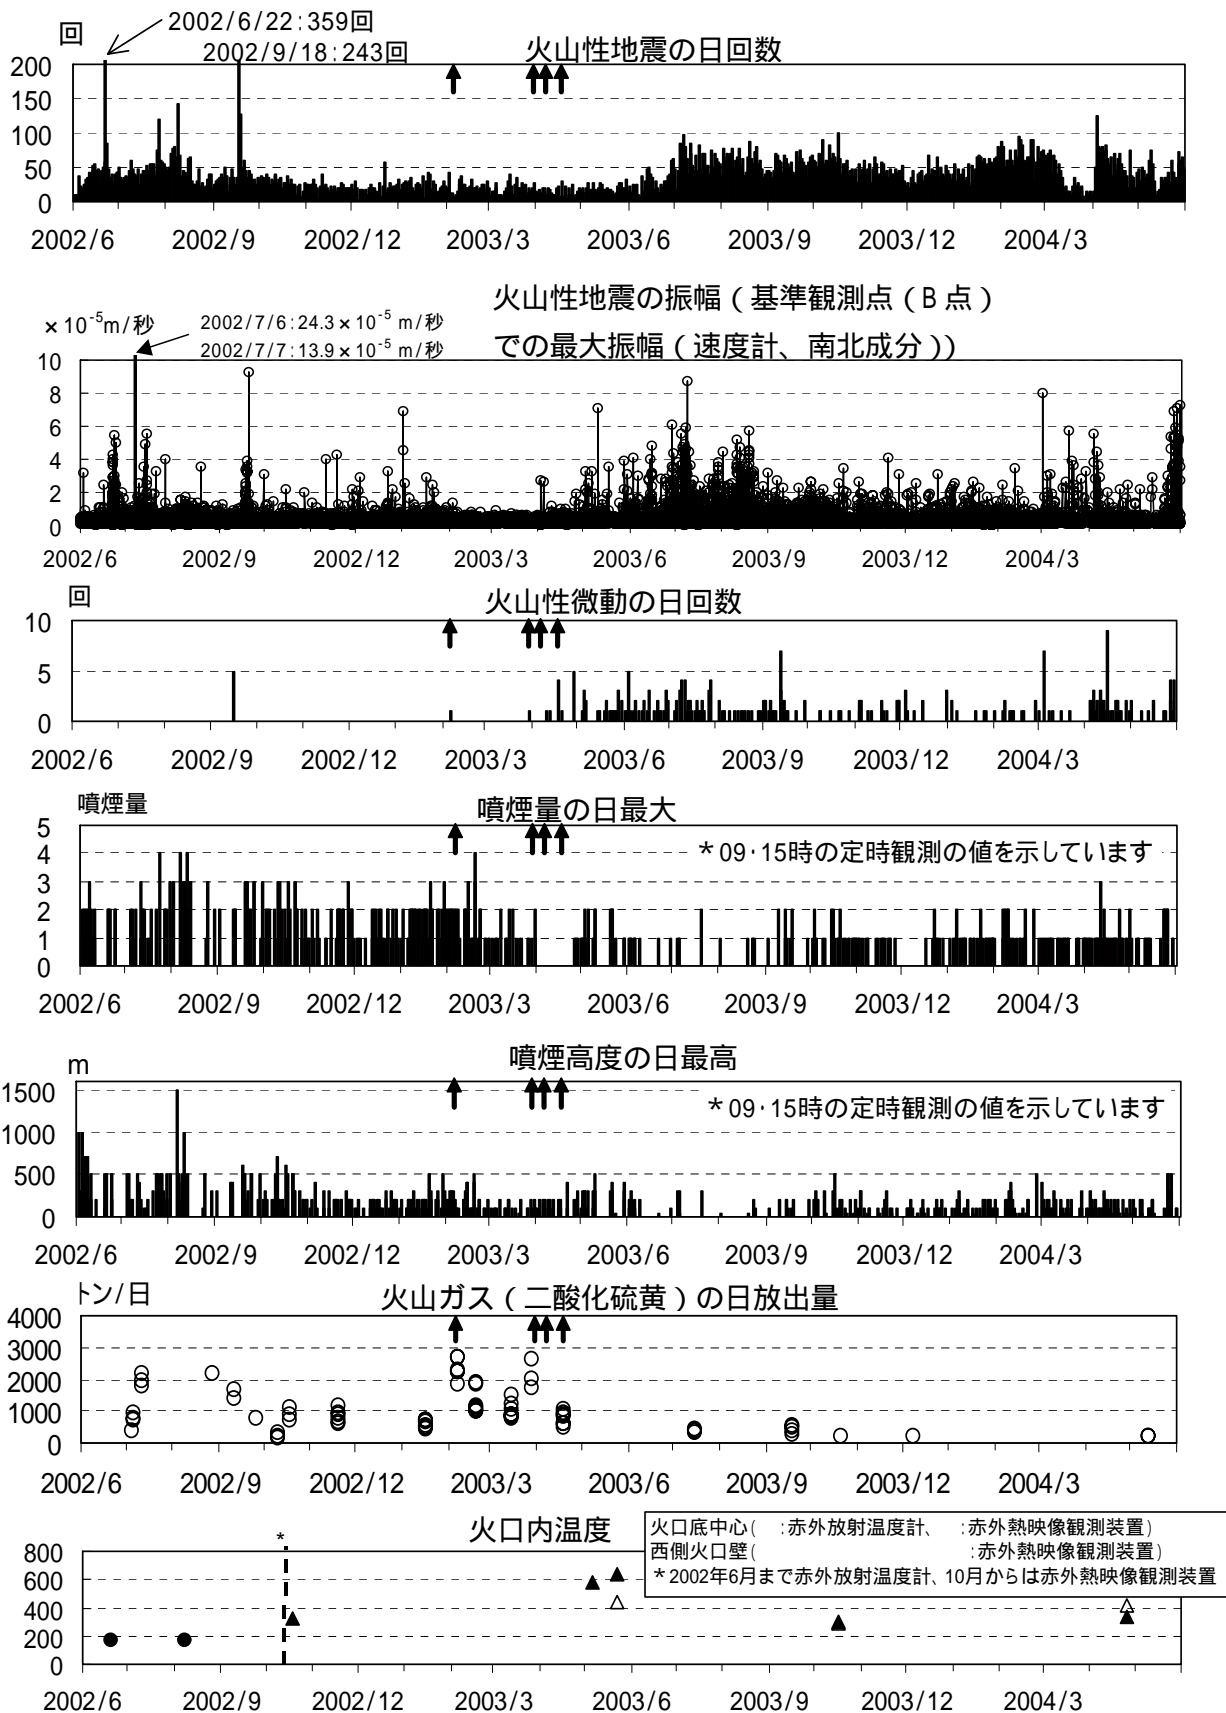 2002/6/22:359回
回
2002/9/18:243回
火山性地震の日回数
200
150
100
50
0
2002/6 2002/9 2002/12 2003/3 2003/6 2003/9 2003/12 2004/3
火山性地震の振幅(基準観測点(B点)
での最大振幅(速度計、南北成分))
×10⁻⁵m/秒
2002/7/6:24.3×10⁻⁵ m/秒
2002/7/7:13.9×10⁻⁵ m/秒
10
8
6
4
2
0
2002/6 2002/9 2002/12 2003/3 2003/6 2003/9 2003/12 2004/3
回
火山性微動の日回数
10
5
0
2002/6 2002/9 2002/12 2003/3 2003/6 2003/9 2003/12 2004/3
噴煙量
噴煙量の日最大
*09・15時の定時観測の値を示しています
5
4
3
2
1
0
2002/6 2002/9 2002/12 2003/3 2003/6 2003/9 2003/12 2004/3
m
噴煙高度の日最高
*09・15時の定時観測の値を示しています
1500
1000
500
0
2002/6 2002/9 2002/12 2003/3 2003/6 2003/9 2003/12 2004/3
トン/日
火山ガス(二酸化硫黄)の日放出量
4000
3000
2000
1000
0
2002/6 2002/9 2002/12 2003/3 2003/6 2003/9 2003/12 2004/3
火口内温度
*
火口底中心( :赤外放射温度計、 :赤外熱映像観測装置)
西側火口壁( :赤外熱映像観測装置)
*2002年6月まで赤外放射温度計、10月からは赤外熱映像観測装置
800
600
400
200
0
2002/6 2002/9 2002/12 2003/3 2003/6 2003/9 2003/12 2004/3